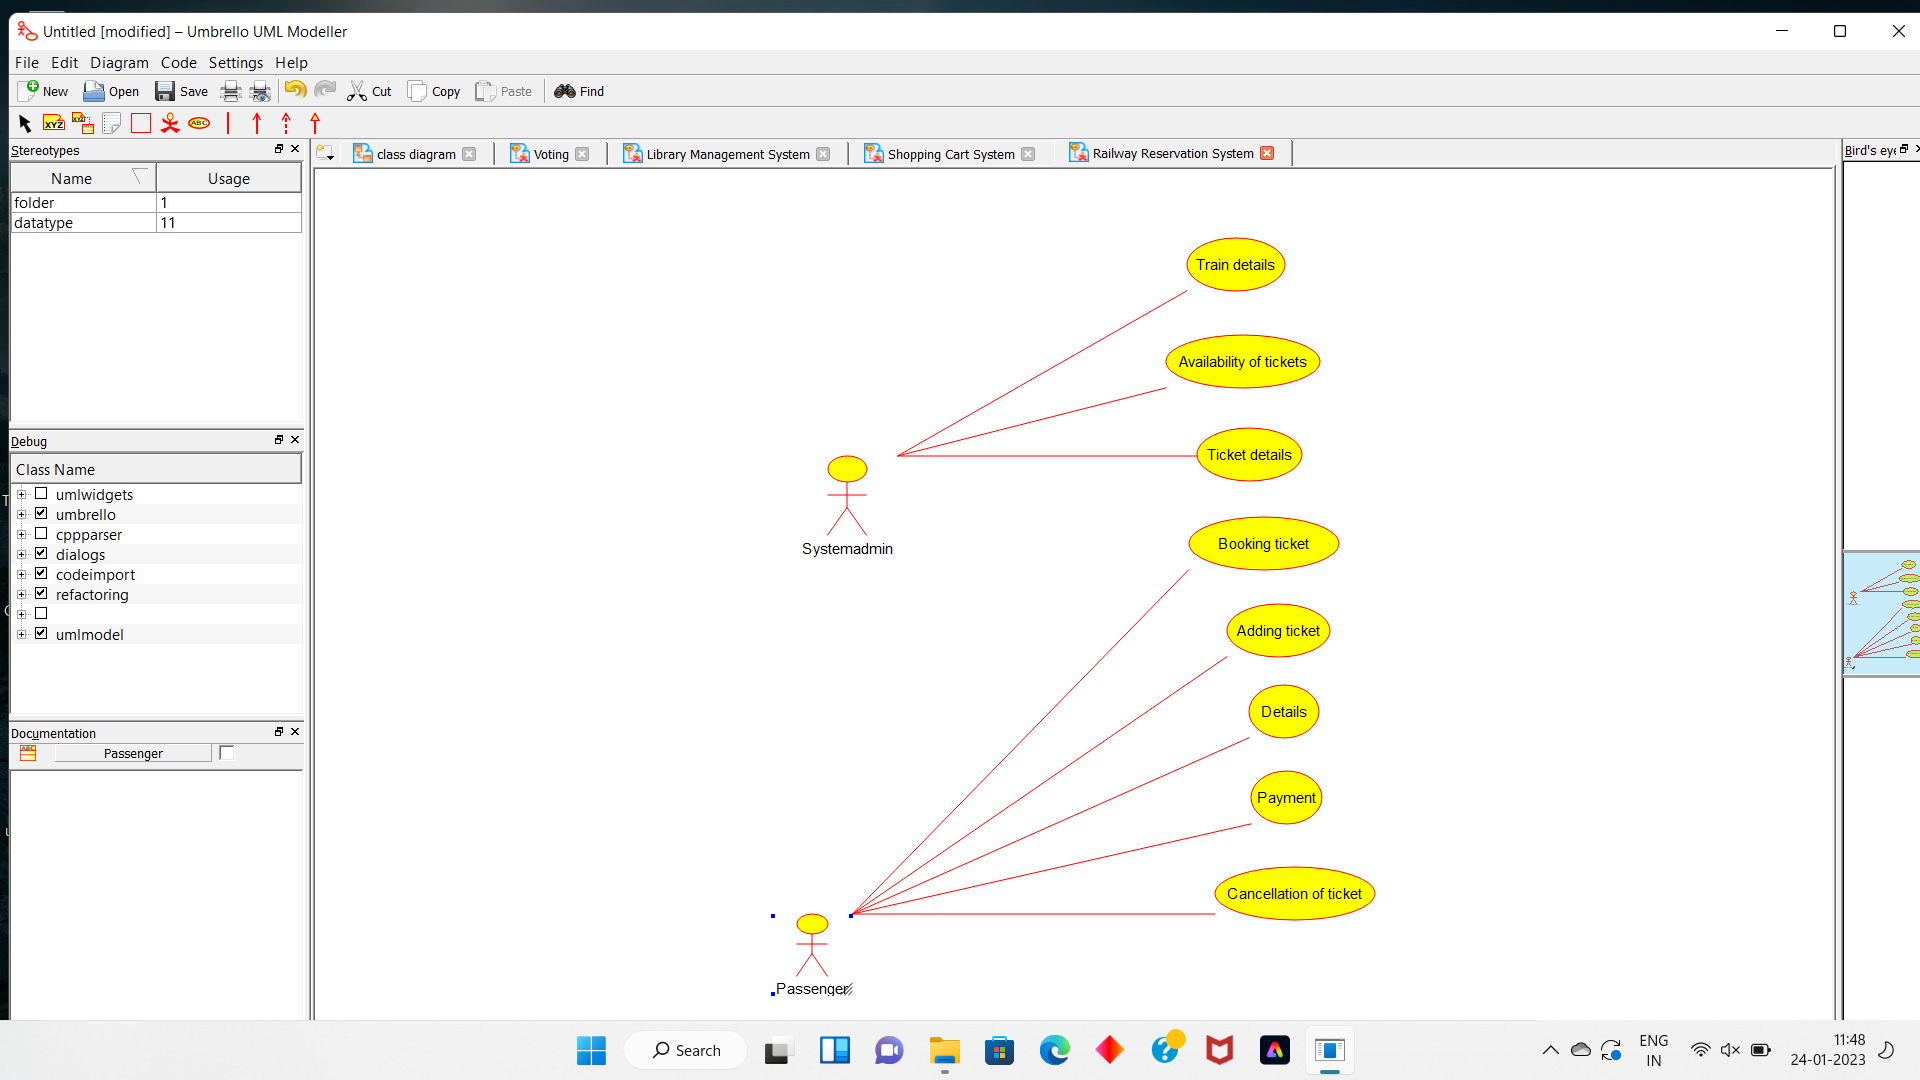 Untitled [modified] – Umbrello UML Modeller
File Edit Diagram Code Settings Help
New Open Save Cut Copy Paste Find
XYZ XYZ ABC
Stereotypes
Name Usage
folder 1
datatype 11
Debug
Class Name
umlwidgets
umbrello
cppparser
dialogs
codeimport
refactoring
umlmodel
Documentation
ABC Passenger
class diagram Voting Library Management System Shopping Cart System Railway Reservation System
Train details
Availability of tickets
Ticket details
Systemadmin
Booking ticket
Adding ticket
Details
Payment
Cancellation of ticket
Passenger
Bird's eye
Search
ENG
IN
11:48
24-01-2023